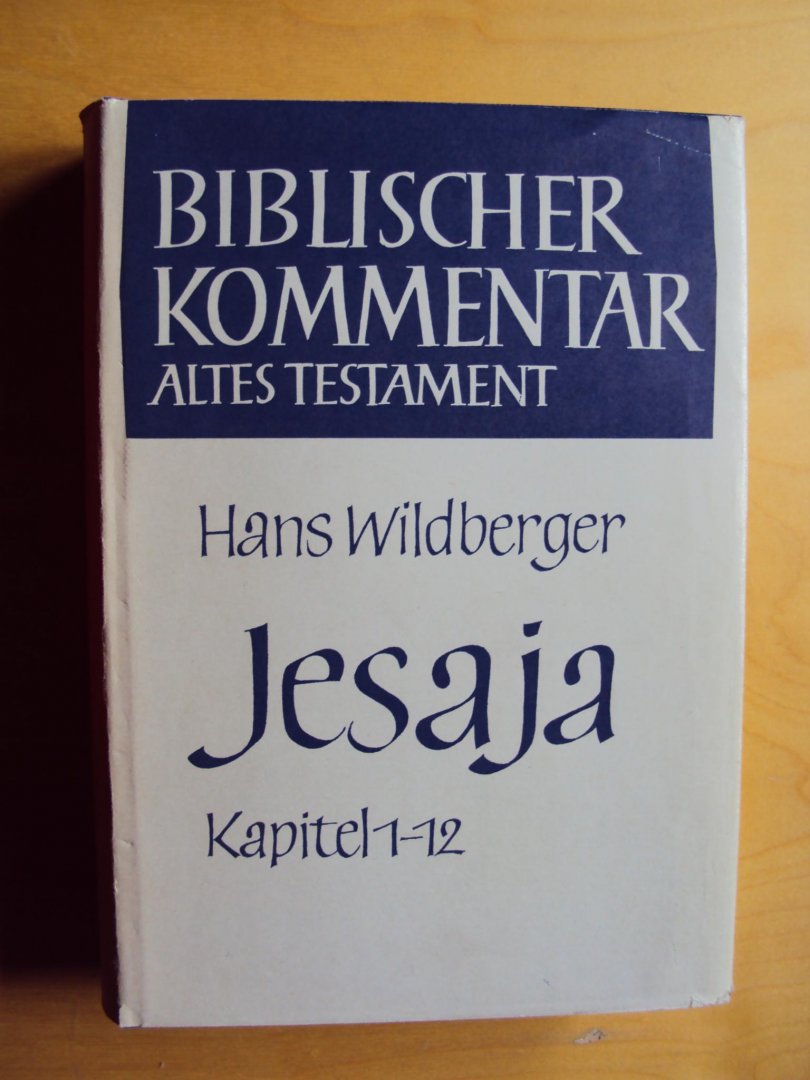 BIBLISCHER
KOMMENTAR
ALTES TESTAMENT
Hans Wildberger
Jesaja
Kapitel 1-12